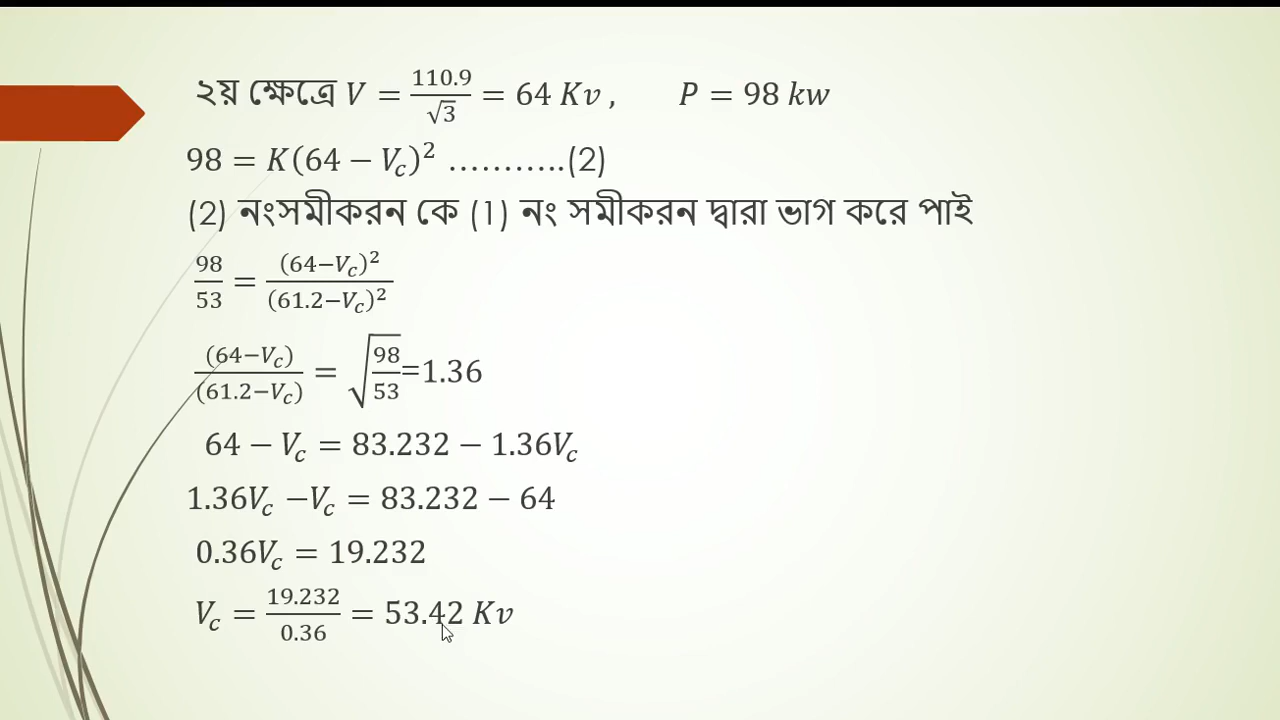 ২য় ক্ষেত্রে V = 110.9/√3 = 64 Kv , P = 98 kw
98 = K(64 − V_c)² ………..(2)
(2) নংসমীকরন কে (1) নং সমীকরন দ্বারা ভাগ করে পাই
98/53 = (64−V_c)²/(61.2−V_c)²
(64−V_c)/(61.2−V_c) = √(98/53)=1.36
64 − V_c = 83.232 − 1.36V_c
1.36V_c −V_c = 83.232 − 64
0.36V_c = 19.232
V_c = 19.232/0.36 = 53.42 Kv